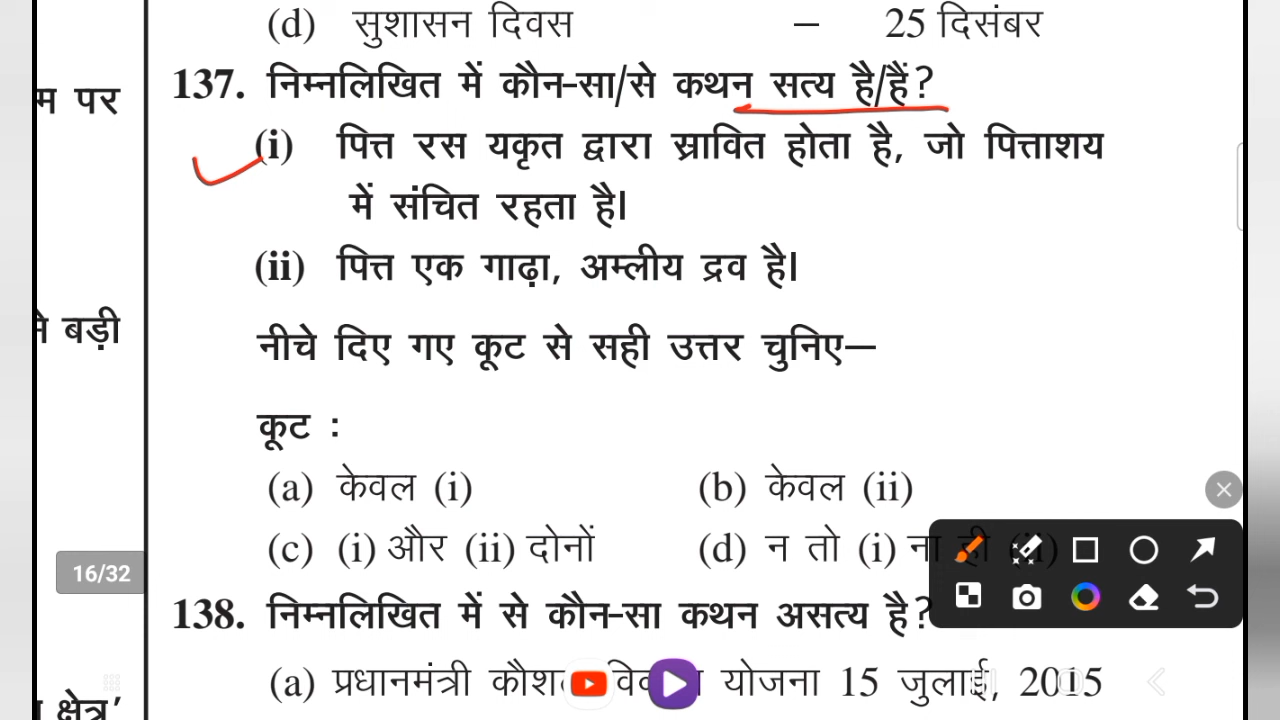 (d) सुशासन दिवस – 25 दिसंबर
म पर
137. निम्नलिखित में कौन-सा/से कथन सत्य है/हैं?
(i) पित्त रस यकृत द्वारा स्रावित होता है, जो पित्ताशय
में संचित रहता है।
(ii) पित्त एक गाढ़ा, अम्लीय द्रव है।
बड़ी
नीचे दिए गए कूट से सही उत्तर चुनिए—
कूट :
(a) केवल (i) (b) केवल (ii)
(c) (i) और (ii) दोनों (d) न तो (i) ना ही (ii)
16/32
138. निम्नलिखित में से कौन-सा कथन असत्य है?
(a) प्रधानमंत्री कौशल योजना 15 जुलाई, 2015
क्षेत्र’